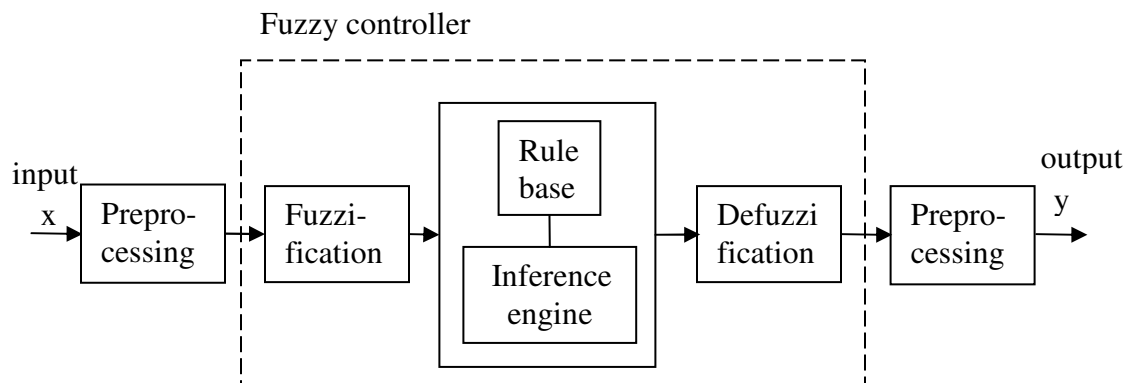 Fuzzy controller
input
x
Prepro-
cessing
Fuzzi-
fication
Rule
base
Inference
engine
Defuzzi
fication
Prepro-
cessing
output
y